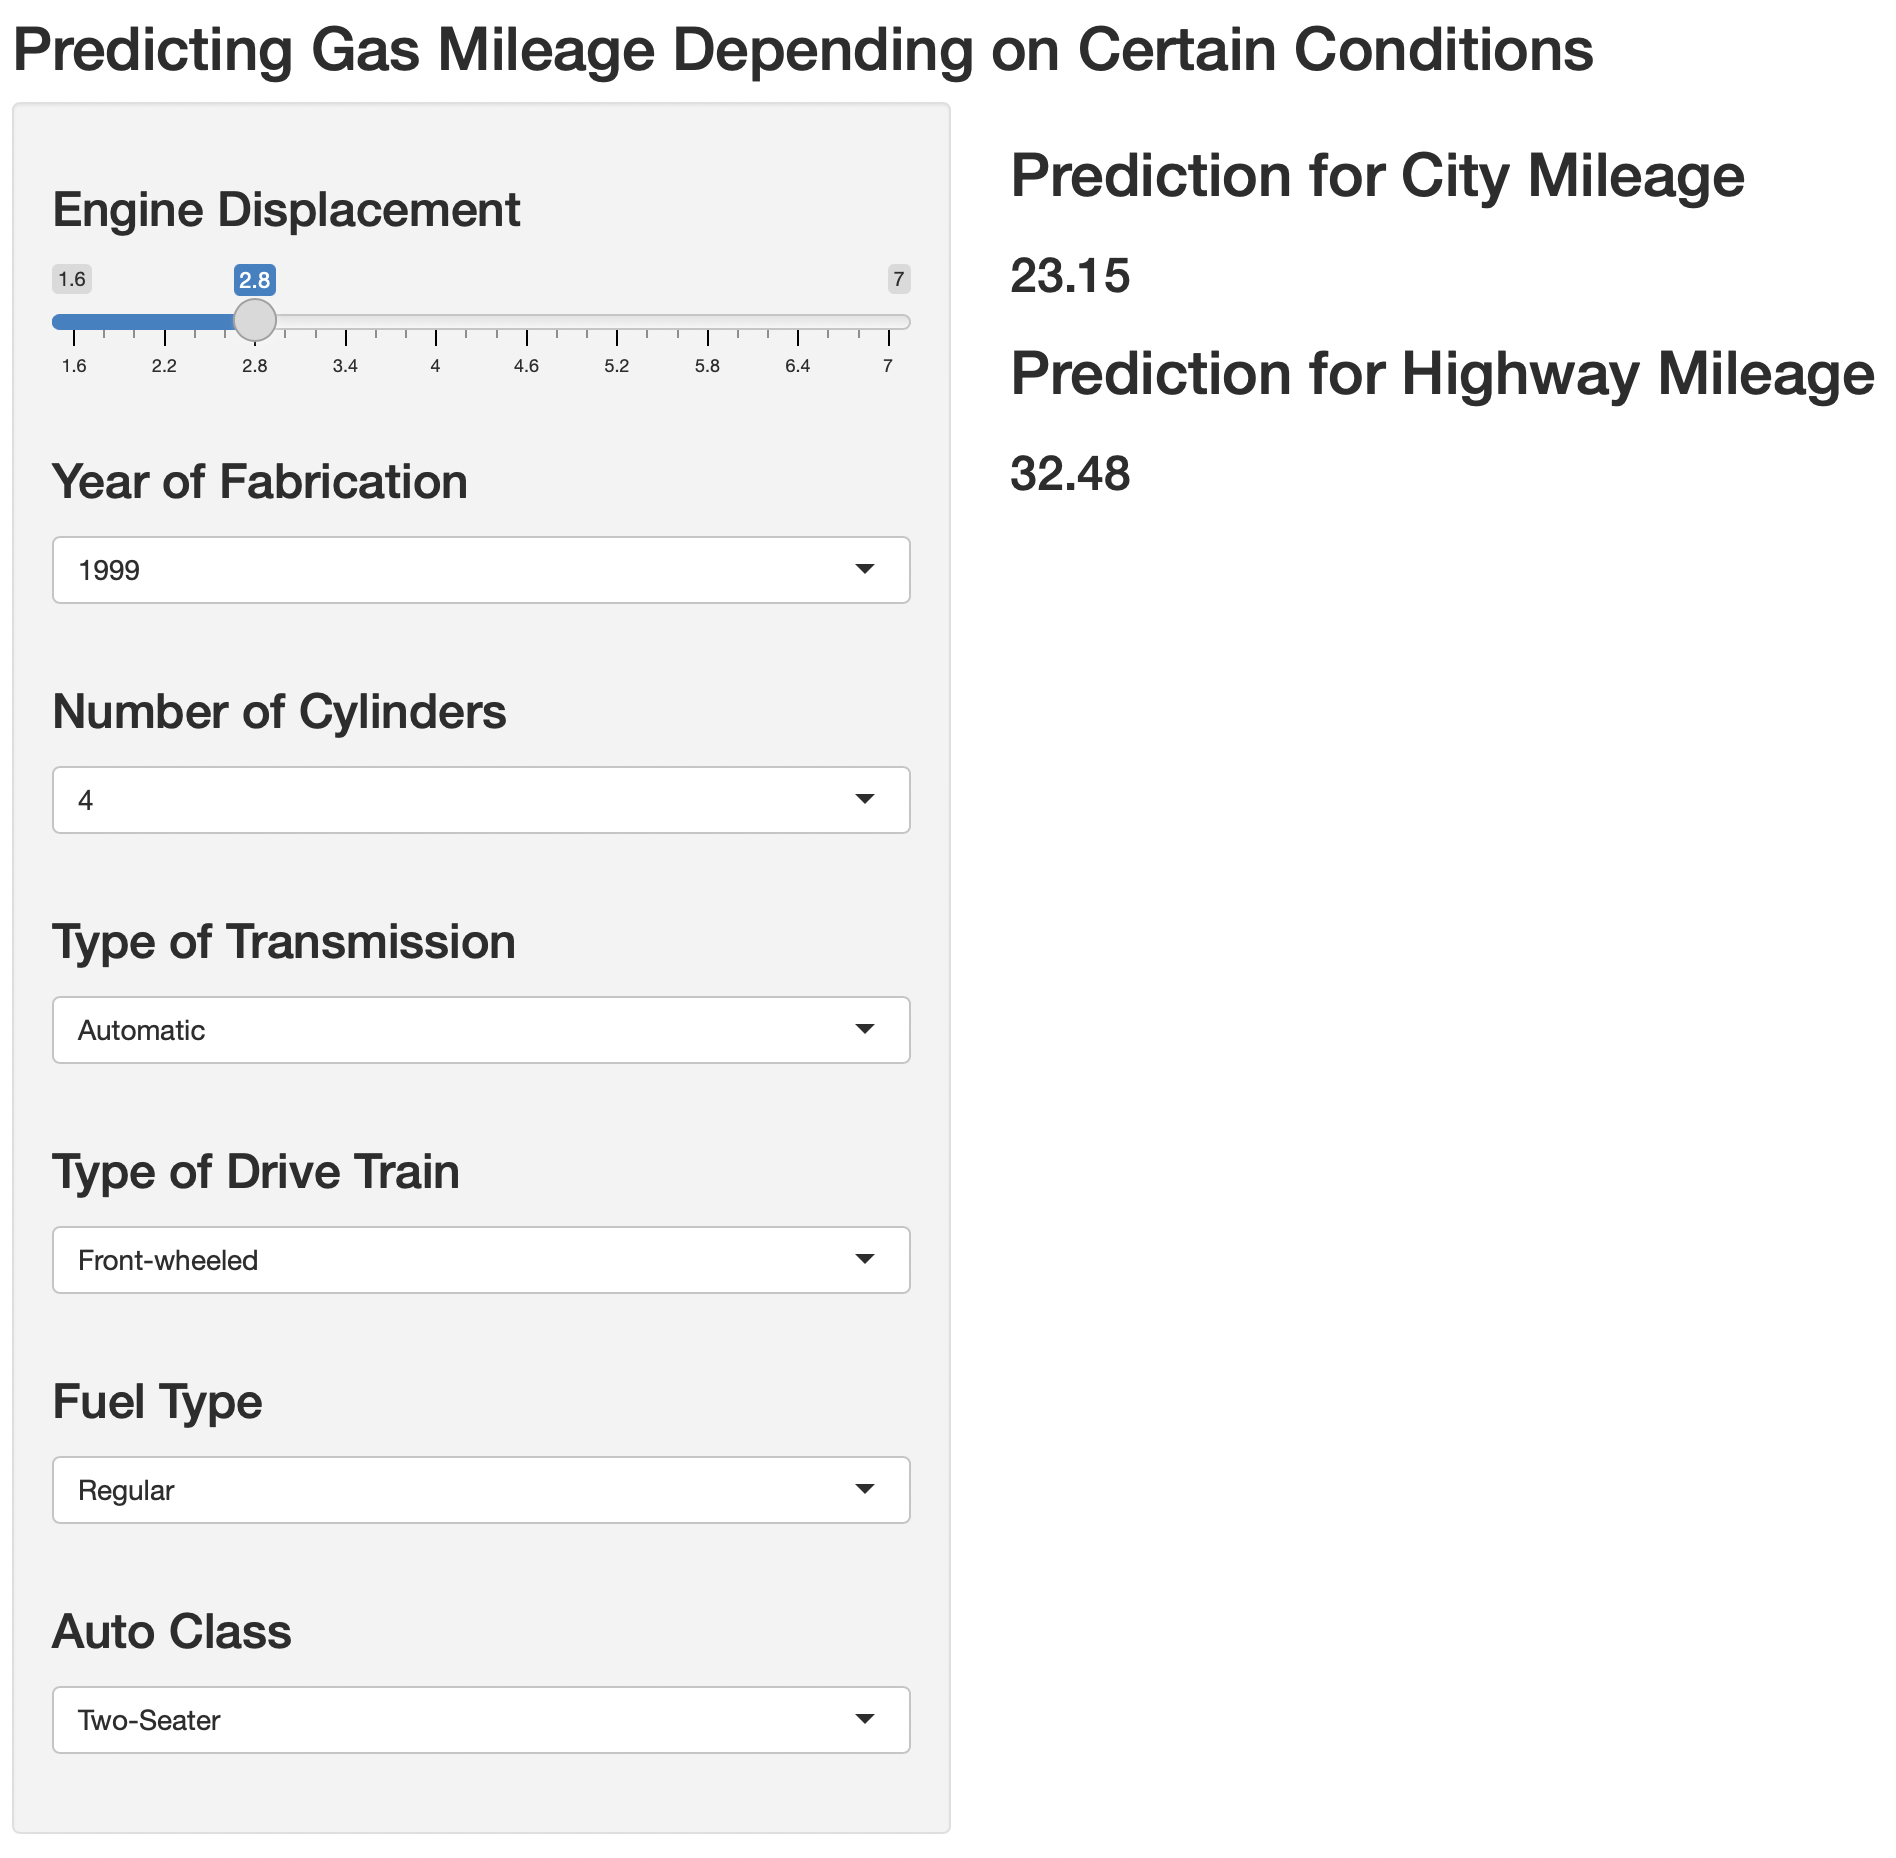 Predicting Gas Mileage Depending on Certain Conditions
Engine Displacement
1.6 2.8 7
1.6 2.2 2.8 3.4 4 4.6 5.2 5.8 6.4 7
Year of Fabrication
1999
Number of Cylinders
4
Type of Transmission
Automatic
Type of Drive Train
Front-wheeled
Fuel Type
Regular
Auto Class
Two-Seater
Prediction for City Mileage
23.15
Prediction for Highway Mileage
32.48